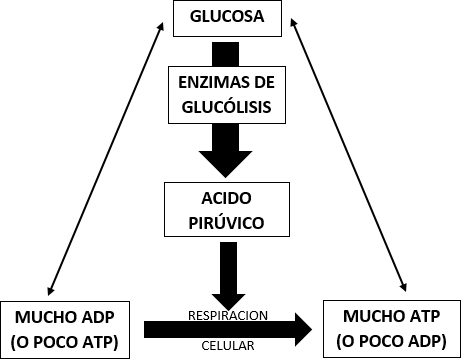 GLUCOSA
ENZIMAS DE
GLUCÓLISIS
ACIDO
PIRÚVICO
MUCHO ADP
(O POCO ATP)
RESPIRACION
CELULAR
MUCHO ATP
(O POCO ADP)